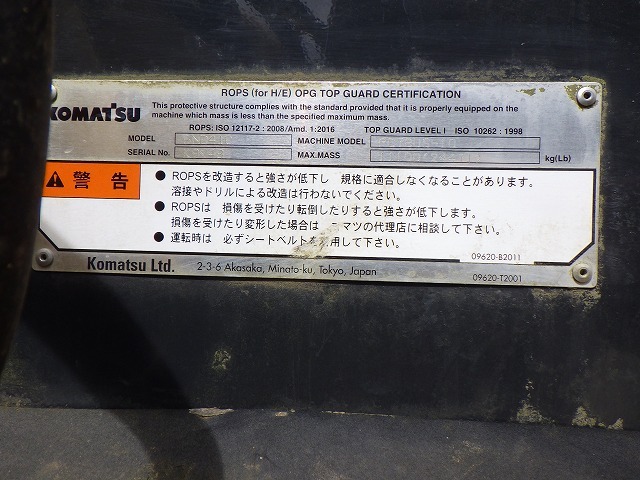 ROPS (for H/E) OPG TOP GUARD CERTIFICATION
KOMATSU
This protective structure complies with the standard provided that it is properly equipped on the
machine which mass is less than the specified maximum mass.
ROPS: ISO 12117-2 : 2008/Amd. 1:2016 TOP GUARD LEVEL I ISO 10262 : 1998
MODEL MACHINE MODEL
SERIAL No. MAX.MASS kg(Lb)
警告
● ROPSを改造すると強さが低下し 規格に適合しなくなることがあります。
溶接やドリルによる改造は行わないでください。
● ROPSは 損傷を受けたり転倒したりすると強さが低下します。
損傷を受けたり変形した場合は マツの代理店に相談して下さい。
● 運転時は 必ずシートベルトを 用して下さい。
09620-B2011
Komatsu Ltd. 2-3-6 Akasaka, Minato-ku, Tokyo, Japan
09620-T2001